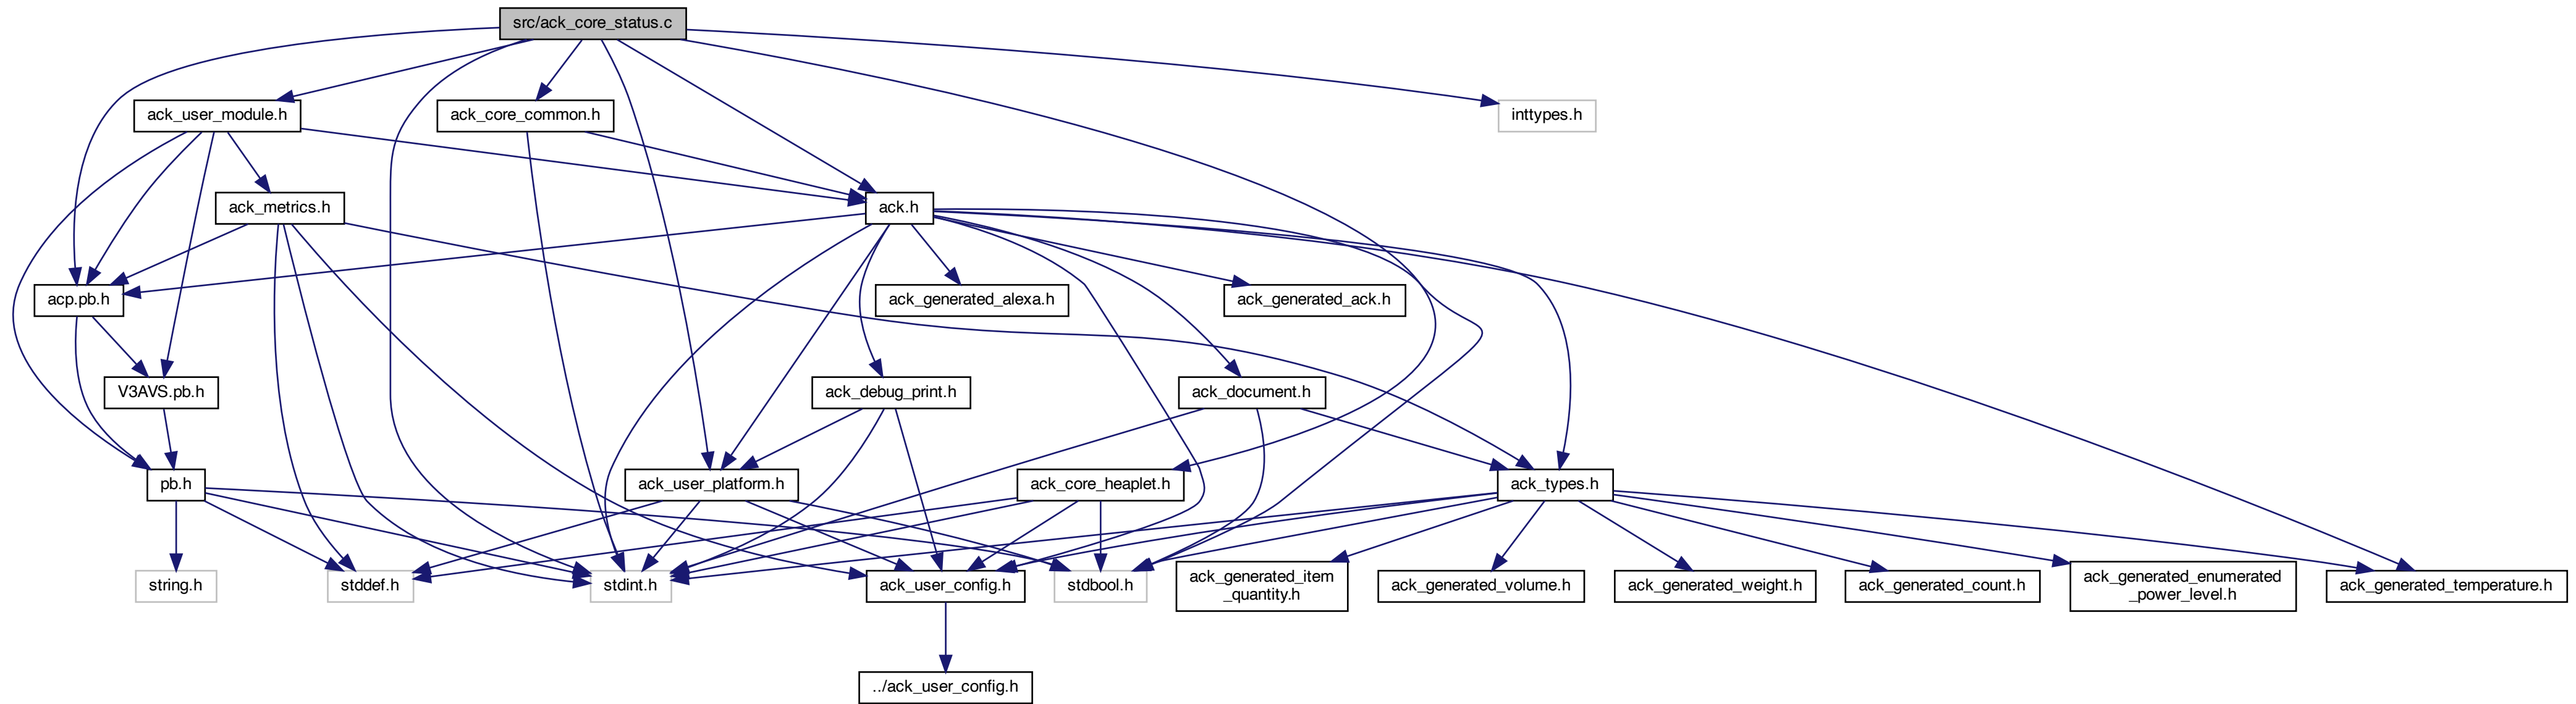 src/ack_core_status.c
ack_user_module.h
ack_core_common.h
inttypes.h
ack_metrics.h
ack.h
acp.pb.h
ack_generated_alexa.h
ack_generated_ack.h
V3AVS.pb.h
ack_debug_print.h
ack_document.h
pb.h
ack_user_platform.h
ack_core_heaplet.h
ack_types.h
string.h
stddef.h
stdint.h
ack_user_config.h
stdbool.h
ack_generated_item
_quantity.h
ack_generated_volume.h
ack_generated_weight.h
ack_generated_count.h
ack_generated_enumerated
_power_level.h
ack_generated_temperature.h
../ack_user_config.h